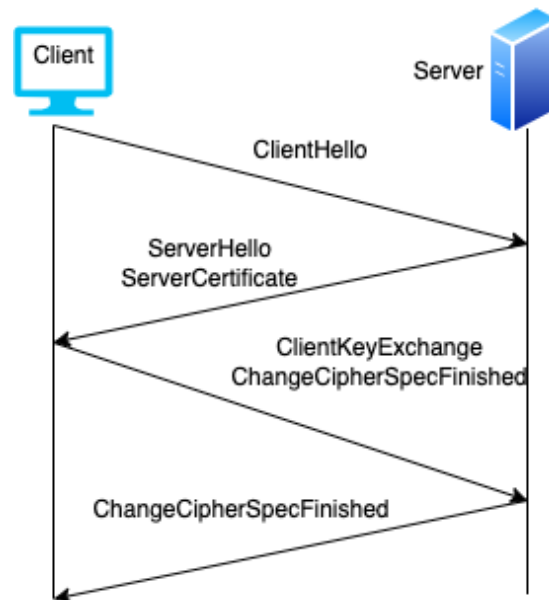 Client
Server
ClientHello
ServerHello
ServerCertificate
ClientKeyExchange
ChangeCipherSpecFinished
ChangeCipherSpecFinished